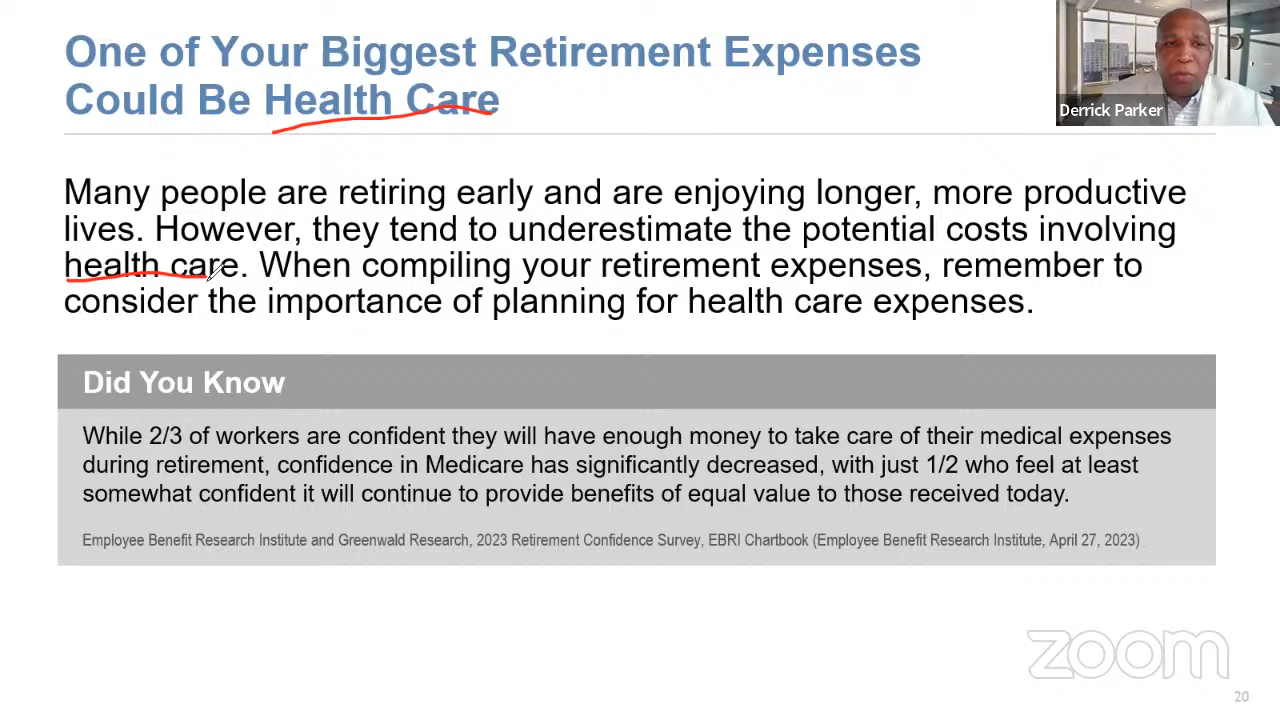 One of Your Biggest Retirement Expenses
Could Be Health Care
Derrick Parker
Many people are retiring early and are enjoying longer, more productive
lives. However, they tend to underestimate the potential costs involving
health care. When compiling your retirement expenses, remember to
consider the importance of planning for health care expenses.
Did You Know
While 2/3 of workers are confident they will have enough money to take care of their medical expenses
during retirement, confidence in Medicare has significantly decreased, with just 1/2 who feel at least
somewhat confident it will continue to provide benefits of equal value to those received today.
Employee Benefit Research Institute and Greenwald Research, 2023 Retirement Confidence Survey, EBRI Chartbook (Employee Benefit Research Institute, April 27, 2023)
zoom
20